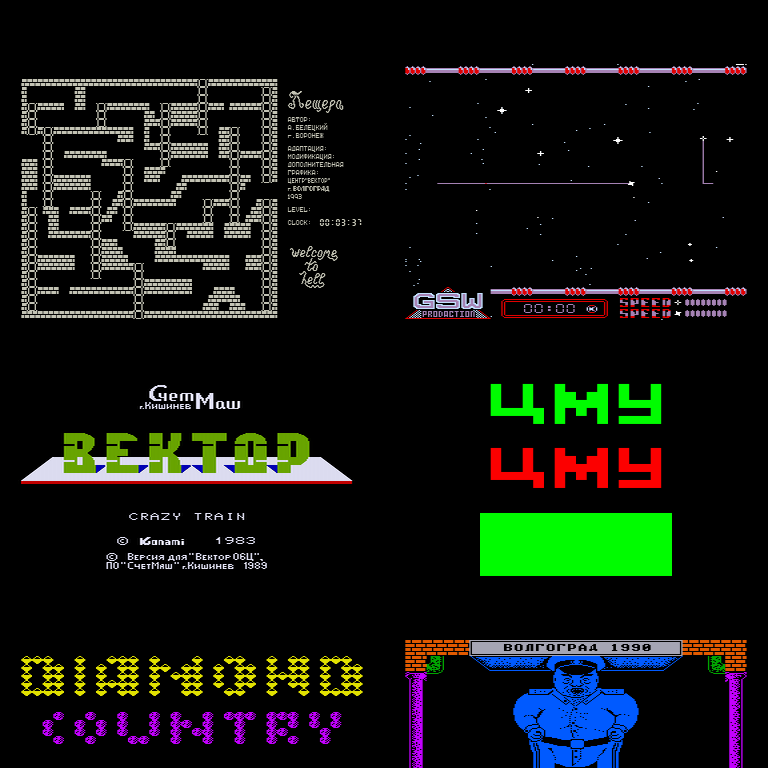 Пещера
АВТОР:
А.БЕЛЕЦКИЙ
г.ВОРОНЕЖ
АДАПТАЦИЯ:
МОДИФИКАЦИЯ:
ДОПОЛНИТЕЛЬНАЯ
ГРАФИКА:
ЦЕНТР"ВЕКТОР"
г.ВОЛГОГРАД
1993
LEVEL:
CLOCK: 00:03:37
welcome
to
hell
GSW
PRODACTION
00:00
SPEED
SPEED
СчетМаш
г.Кишинев
ВЕКТОР
CRAZY TRAIN
© Konami 1983
© Версия для"Вектор 06Ц",
ПО"СчетМаш" г.Кишинев 1989
ЦМУ
ЦМУ
DIAMOND
COUNTRY
ВОЛГОГРАД 1990